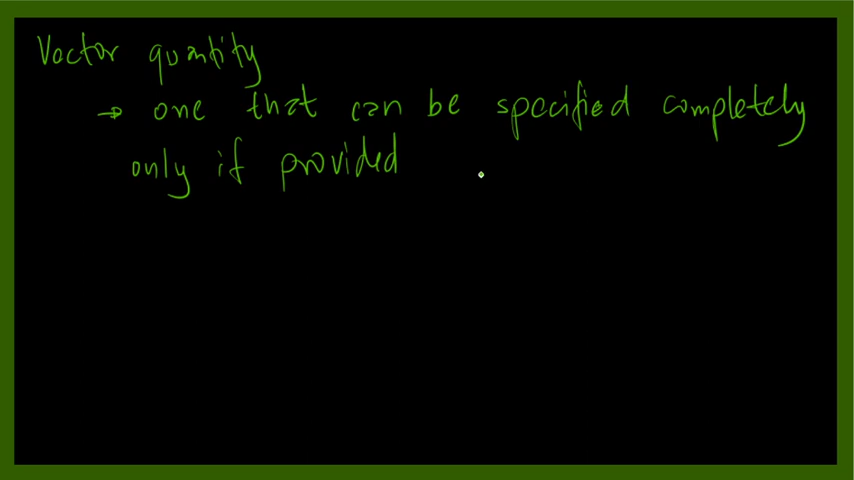 Vector quantity
→ one that can be specified completely
only if provided